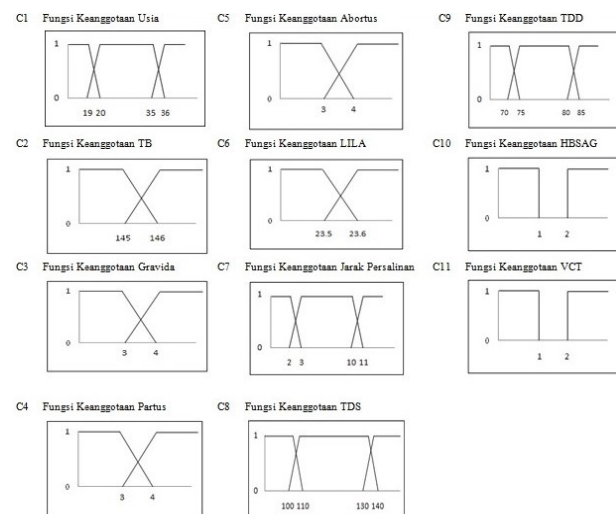 C1 Fungsi Keanggotaan Usia
1
0
19 20 35 36
C2 Fungsi Keanggotaan TB
1
0
145 146
C3 Fungsi Keanggotaan Gravida
1
0
3 4
C4 Fungsi Keanggotaan Partus
1
0
3 4
C5 Fungsi Keanggotaan Abortus
1
0
3 4
C6 Fungsi Keanggotaan LILA
1
0
23.5 23.6
C7 Fungsi Keanggotaan Jarak Persalinan
1
0
2 3 10 11
C8 Fungsi Keanggotaan TDS
1
0
100 110 130 140
C9 Fungsi Keanggotaan TDD
1
0
70 75 80 85
C10 Fungsi Keanggotaan HBSAG
1
0
1 2
C11 Fungsi Keanggotaan VCT
1
0
1 2